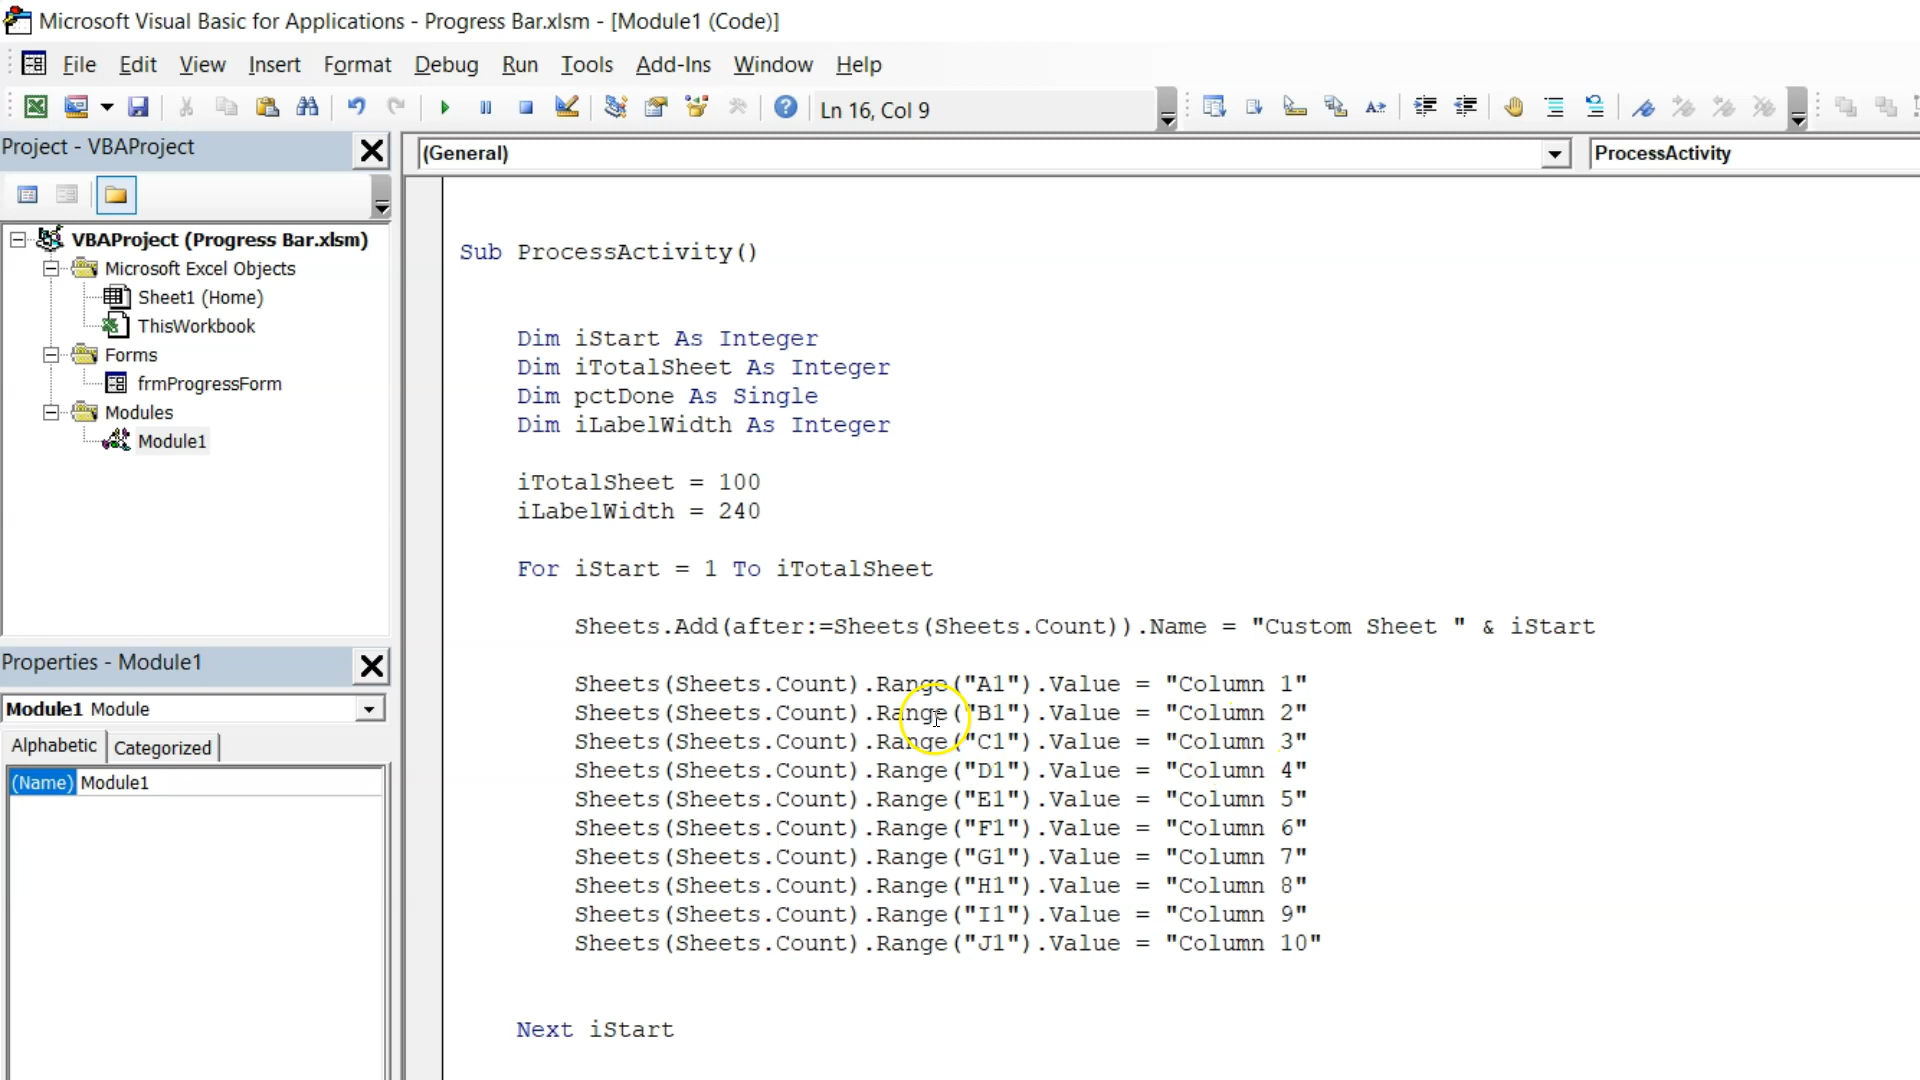 Microsoft Visual Basic for Applications - Progress Bar.xlsm - [Module1 (Code)]
File Edit View Insert Format Debug Run Tools Add-Ins Window Help
Ln 16, Col 9
Project - VBAProject
(General)
ProcessActivity
VBAProject (Progress Bar.xlsm)
Microsoft Excel Objects
Sheet1 (Home)
ThisWorkbook
Forms
frmProgressForm
Modules
Module1
Properties - Module1
Module1 Module
Alphabetic Categorized
(Name) Module1
Sub ProcessActivity()
Dim iStart As Integer
Dim iTotalSheet As Integer
Dim pctDone As Single
Dim iLabelWidth As Integer
iTotalSheet = 100
iLabelWidth = 240
For iStart = 1 To iTotalSheet
Sheets.Add(after:=Sheets(Sheets.Count)).Name = "Custom Sheet " & iStart
Sheets(Sheets.Count).Range("A1").Value = "Column 1"
Sheets(Sheets.Count).Range("B1").Value = "Column 2"
Sheets(Sheets.Count).Range("C1").Value = "Column 3"
Sheets(Sheets.Count).Range("D1").Value = "Column 4"
Sheets(Sheets.Count).Range("E1").Value = "Column 5"
Sheets(Sheets.Count).Range("F1").Value = "Column 6"
Sheets(Sheets.Count).Range("G1").Value = "Column 7"
Sheets(Sheets.Count).Range("H1").Value = "Column 8"
Sheets(Sheets.Count).Range("I1").Value = "Column 9"
Sheets(Sheets.Count).Range("J1").Value = "Column 10"
Next iStart